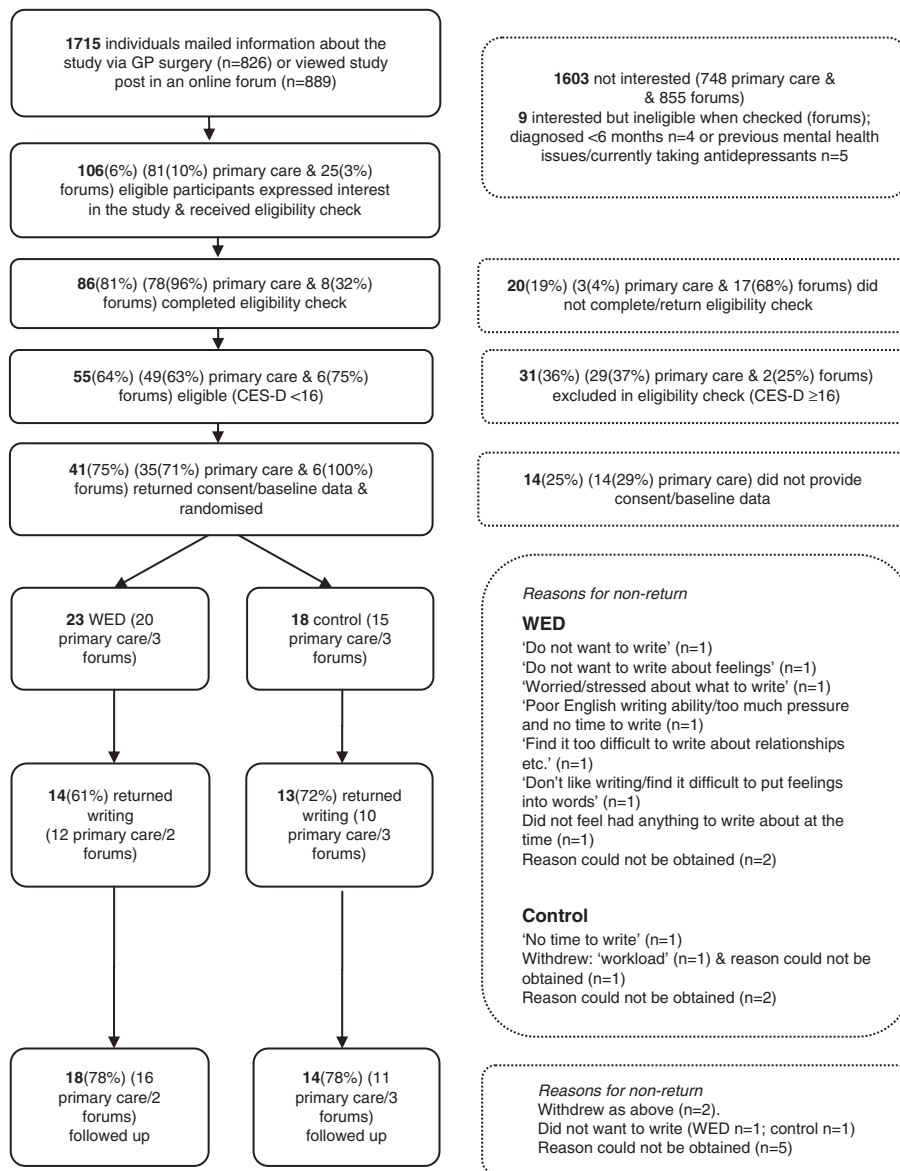 1715 individuals mailed information about the
study via GP surgery (n=826) or viewed study
post in an online forum (n=889)
1603 not interested (748 primary care &
& 855 forums)
9 interested but ineligible when checked (forums);
diagnosed <6 months n=4 or previous mental health
issues/currently taking antidepressants n=5
106(6%) (81(10%) primary care & 25(3%)
forums) eligible participants expressed interest
in the study & received eligibility check
86(81%) (78(96%) primary care & 8(32%)
forums) completed eligibility check
20(19%) (3(4%) primary care & 17(68%) forums) did
not complete/return eligibility check
55(64%) (49(63%) primary care & 6(75%)
forums) eligible (CES-D <16)
31(36%) (29(37%) primary care & 2(25%) forums)
excluded in eligibility check (CES-D ≥16)
41(75%) (35(71%) primary care & 6(100%)
forums) returned consent/baseline data &
randomised
14(25%) (14(29%) primary care) did not provide
consent/baseline data
23 WED (20
primary care/3
forums)
18 control (15
primary care/3
forums)
14(61%) returned
writing
(12 primary care/2
forums)
13(72%) returned
writing (10
primary care/3
forums)
Reasons for non-return
WED
‘Do not want to write’ (n=1)
‘Do not want to write about feelings’ (n=1)
‘Worried/stressed about what to write’ (n=1)
‘Poor English writing ability/too much pressure
and no time to write (n=1)
‘Find it too difficult to write about relationships
etc.’ (n=1)
‘Don’t like writing/find it difficult to put feelings
into words’ (n=1)
Did not feel had anything to write about at the
time (n=1)
Reason could not be obtained (n=2)
Control
‘No time to write’ (n=1)
Withdrew: ‘workload’ (n=1) & reason could not be
obtained (n=1)
Reason could not be obtained (n=2)
18(78%) (16
primary care/2
forums)
followed up
14(78%) (11
primary care/3
forums)
followed up
Reasons for non-return
Withdrew as above (n=2).
Did not want to write (WED n=1; control n=1)
Reason could not be obtained (n=5)